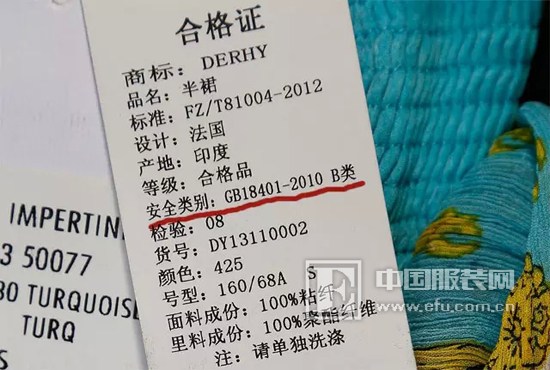 合格证
商标: DERHY
品名: 半裙
标准: FZ/T81004-2012
设计: 法国
产地: 印度
等级: 合格品
安全类别: GB18401-2010 B类
检验: 08
货号: DY13110002
颜色: 425
号型: 160/68A S
面料成份: 100%粘纤
里料成份: 100%聚酯纤维
注: 请单独洗涤
IMPERTIN
3 50077
30 TURQUOISE
TURQ
S
中国服装网
www.efu.com.cn